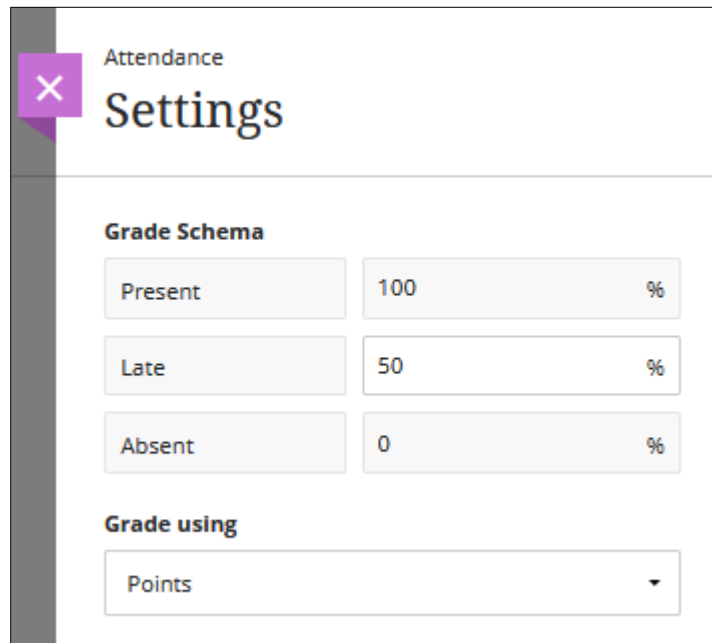 Attendance
Settings
Grade Schema
Present 100 %
Late 50 %
Absent 0 %
Grade using
Points